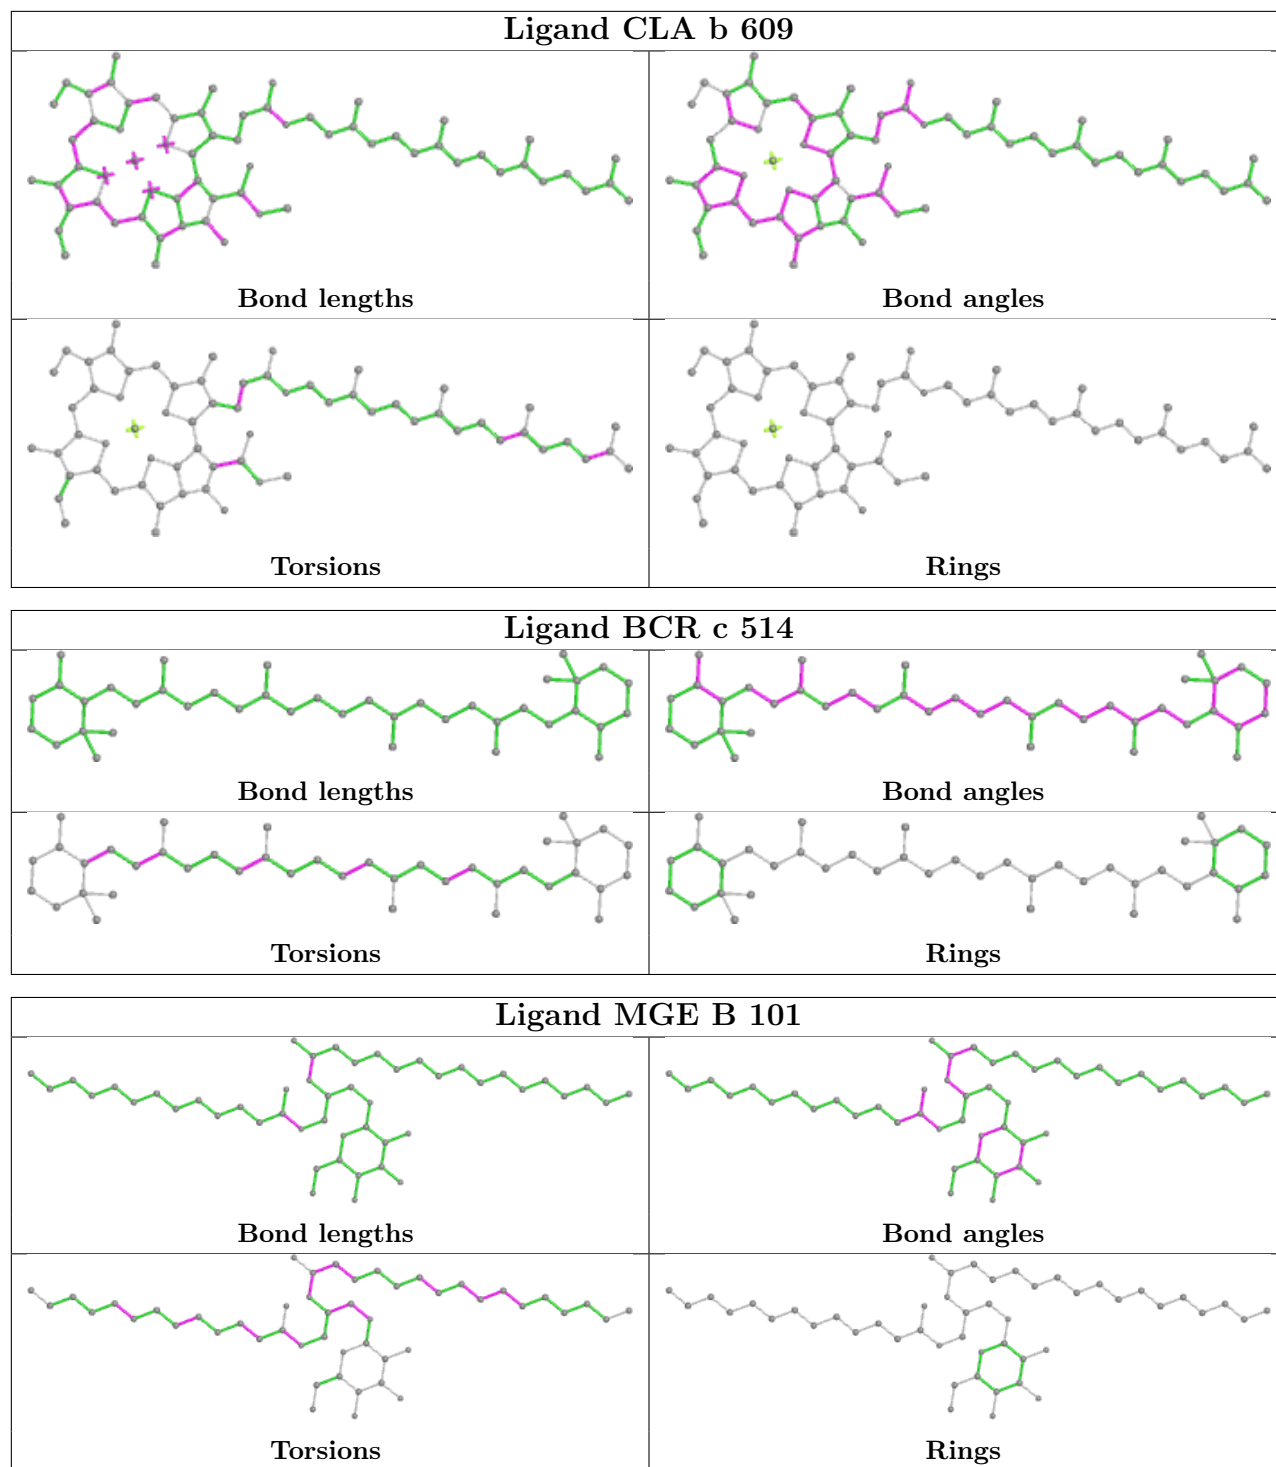 Ligand CLA b 609
Bond lengths
Bond angles
Torsions
Rings
Ligand BCR c 514
Bond lengths
Bond angles
Torsions
Rings
Ligand MGE B 101
Bond lengths
Bond angles
Torsions
Rings